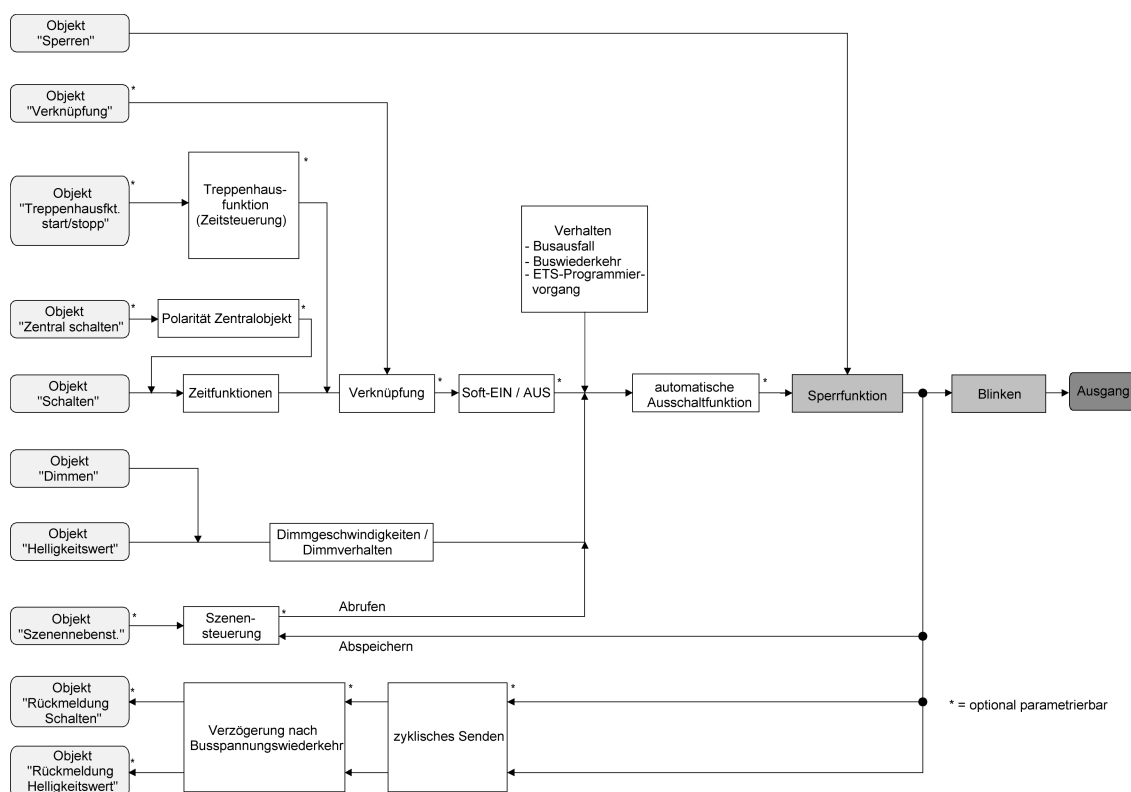 Objekt
"Sperren"
Objekt
"Verknüpfung"
*
Objekt
"Treppenhausfkt.
start/stopp"
*
Treppenhaus-
funktion
(Zeitsteuerung)
*
Verhalten
- Busausfall
- Buswiederkehr
- ETS-Programmier-
vorgang
Objekt
"Zentral schalten"
*
Polarität Zentralobjekt
*
Objekt
"Schalten"
Zeitfunktionen
Verknüpfung
*
Soft-EIN / AUS
*
automatische
Ausschaltfunktion
*
Sperrfunktion
Blinken
Ausgang
Objekt
"Dimmen"
Objekt
"Helligkeitswert"
Dimmgeschwindigkeiten /
Dimmverhalten
Objekt
"Szenennebenst."
*
Szenen-
steuerung
*
Abrufen
Abspeichern
Objekt
"Rückmeldung
Schalten"
*
Verzögerung nach
Busspannungswiederkehr
*
zyklisches Senden
*
* = optional parametrierbar
Objekt
"Rückmeldung
Helligkeitswert"
*